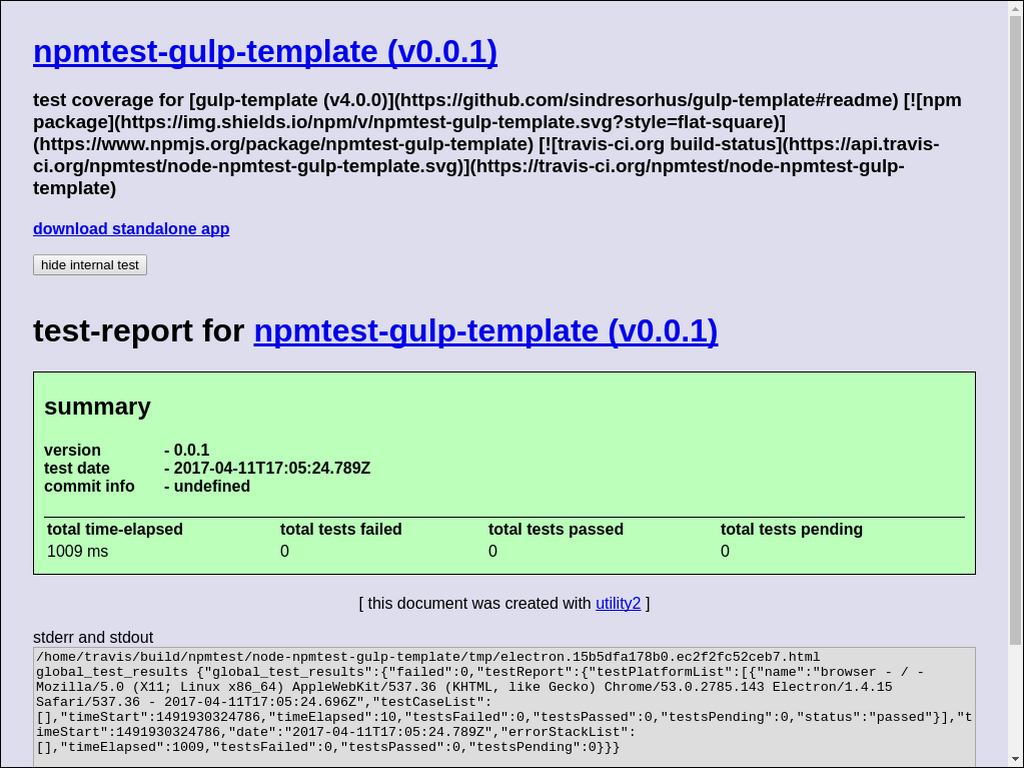 npmtest-gulp-template (v0.0.1)
test coverage for [gulp-template (v4.0.0)](https://github.com/sindresorhus/gulp-template#readme) [![npm
package](https://img.shields.io/npm/v/npmtest-gulp-template.svg?style=flat-square)]
(https://www.npmjs.org/package/npmtest-gulp-template) [![travis-ci.org build-status](https://api.travis-
ci.org/npmtest/node-npmtest-gulp-template.svg)](https://travis-ci.org/npmtest/node-npmtest-gulp-
template)
download standalone app
hide internal test
test-report for npmtest-gulp-template (v0.0.1)
summary
version - 0.0.1
test date - 2017-04-11T17:05:24.789Z
commit info - undefined
total time-elapsed total tests failed total tests passed total tests pending
1009 ms 0 0 0
[ this document was created with utility2 ]
stderr and stdout
/home/travis/build/npmtest/node-npmtest-gulp-template/tmp/electron.15b5dfa178b0.ec2f2fc52ceb7.html
global_test_results {"global_test_results":{"failed":0,"testReport":{"testPlatformList":[{"name":"browser - / -
Mozilla/5.0 (X11; Linux x86_64) AppleWebKit/537.36 (KHTML, like Gecko) Chrome/53.0.2785.143 Electron/1.4.15
Safari/537.36 - 2017-04-11T17:05:24.696Z","testCaseList":
[],"timeStart":1491930324786,"timeElapsed":10,"testsFailed":0,"testsPassed":0,"testsPending":0,"status":"passed"}],"t
imeStart":1491930324786,"date":"2017-04-11T17:05:24.789Z","errorStackList":
[],"timeElapsed":1009,"testsFailed":0,"testsPassed":0,"testsPending":0}}}